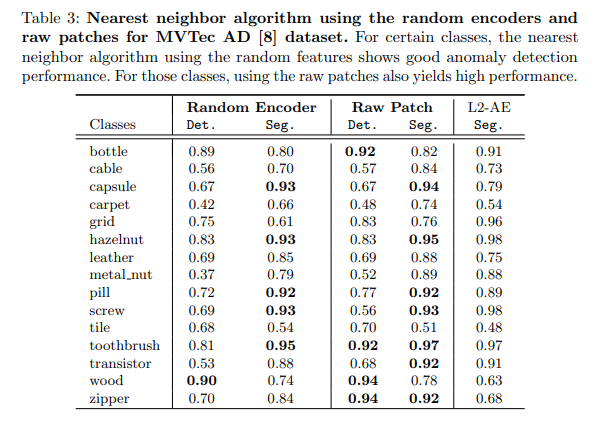 Table 3: Nearest neighbor algorithm using the random encoders and
raw patches for MVTec AD [8] dataset. For certain classes, the nearest
neighbor algorithm using the random features shows good anomaly detection
performance. For those classes, using the raw patches also yields high performance.
Random Encoder Raw Patch L2-AE
Classes Det. Seg. Det. Seg. Seg.
bottle 0.89 0.80 0.92 0.82 0.91
cable 0.56 0.70 0.57 0.84 0.73
capsule 0.67 0.93 0.67 0.94 0.79
carpet 0.42 0.66 0.48 0.74 0.54
grid 0.75 0.61 0.83 0.76 0.96
hazelnut 0.83 0.93 0.83 0.95 0.98
leather 0.69 0.85 0.69 0.88 0.75
metal_nut 0.37 0.79 0.52 0.89 0.88
pill 0.72 0.92 0.77 0.92 0.89
screw 0.69 0.93 0.56 0.93 0.98
tile 0.68 0.54 0.70 0.51 0.48
toothbrush 0.81 0.95 0.92 0.97 0.97
transistor 0.53 0.88 0.68 0.92 0.91
wood 0.90 0.74 0.94 0.78 0.63
zipper 0.70 0.84 0.94 0.92 0.68